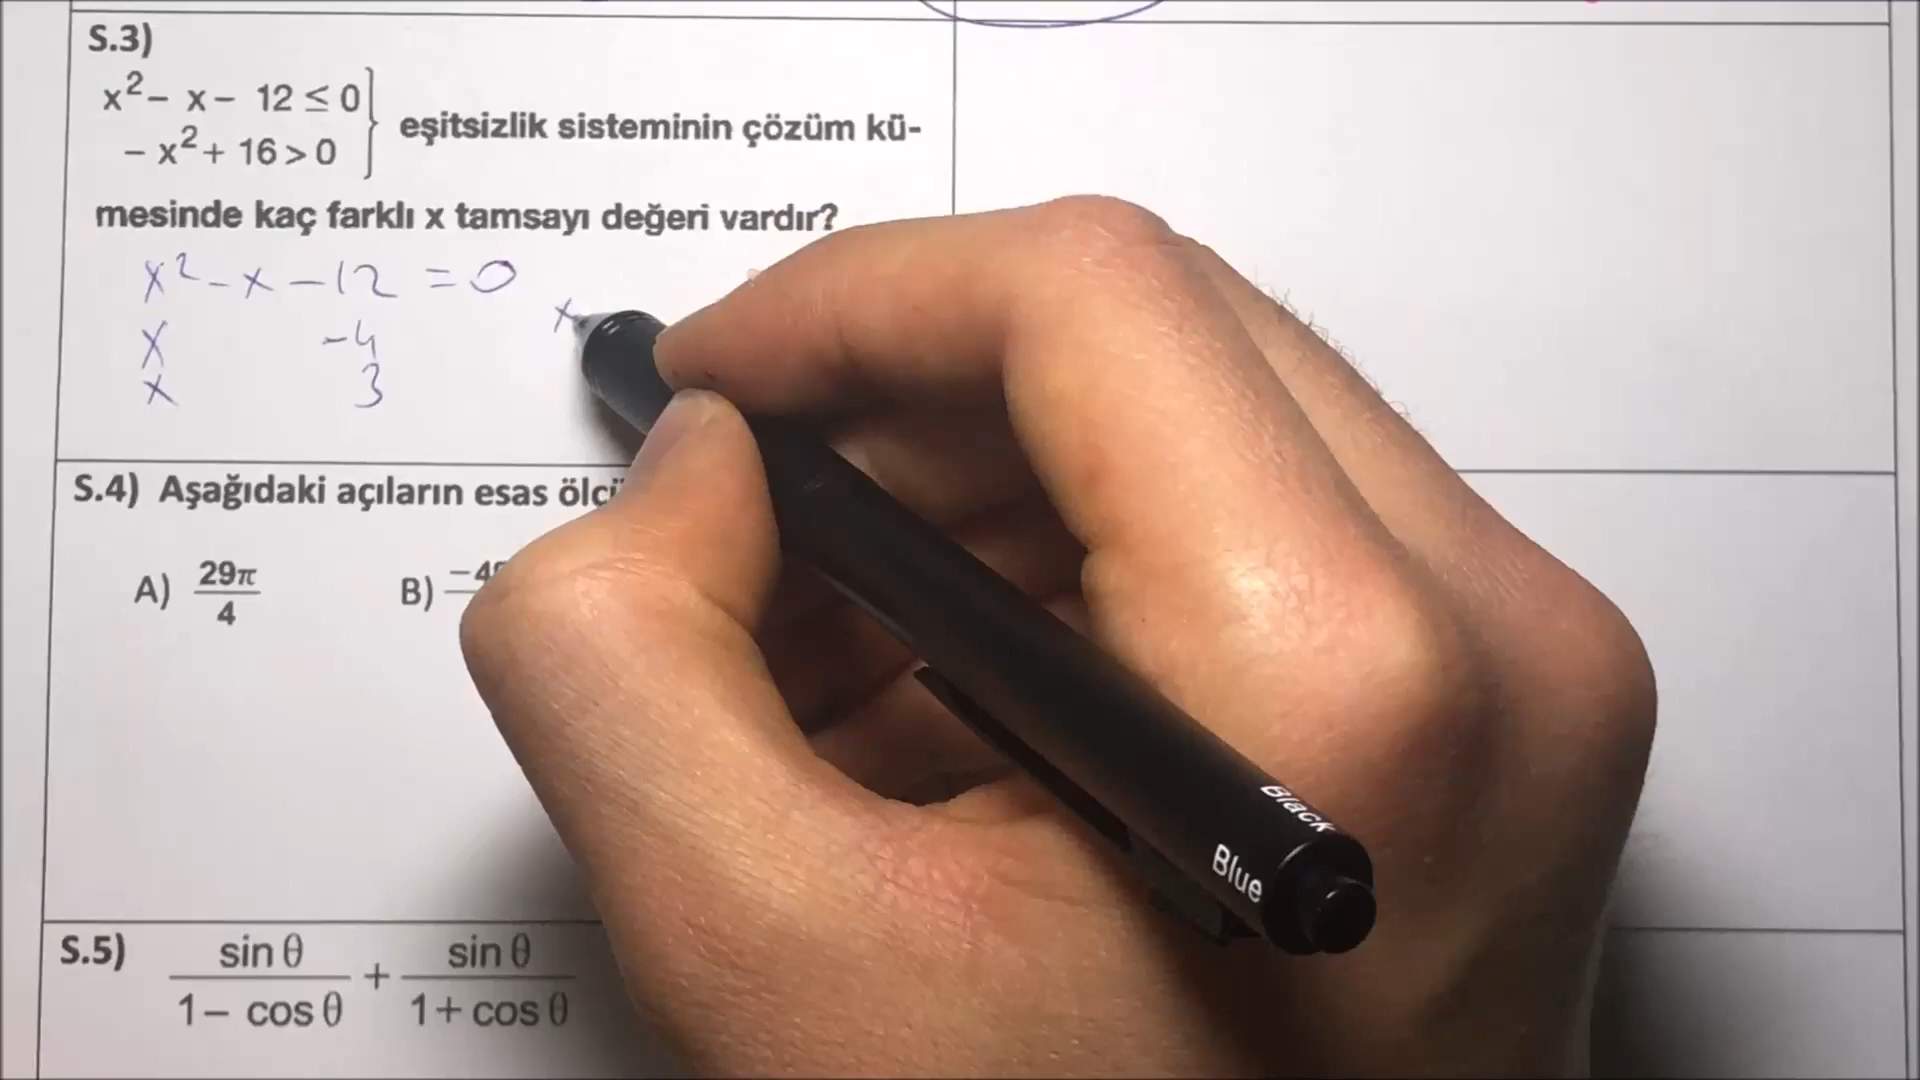 S.3)
x² – x – 12 ≤ 0
– x² + 16 > 0
eşitsizlik sisteminin çözüm kü-
mesinde kaç farklı x tamsayı değeri vardır?
x² – x – 12 = 0
x -4
x 3
x
S.4) Aşağıdaki açıların esas
A) 29π/4
B)
S.5) sin θ/1 – cos θ + sin θ/1 + cos θ
Black
Blue